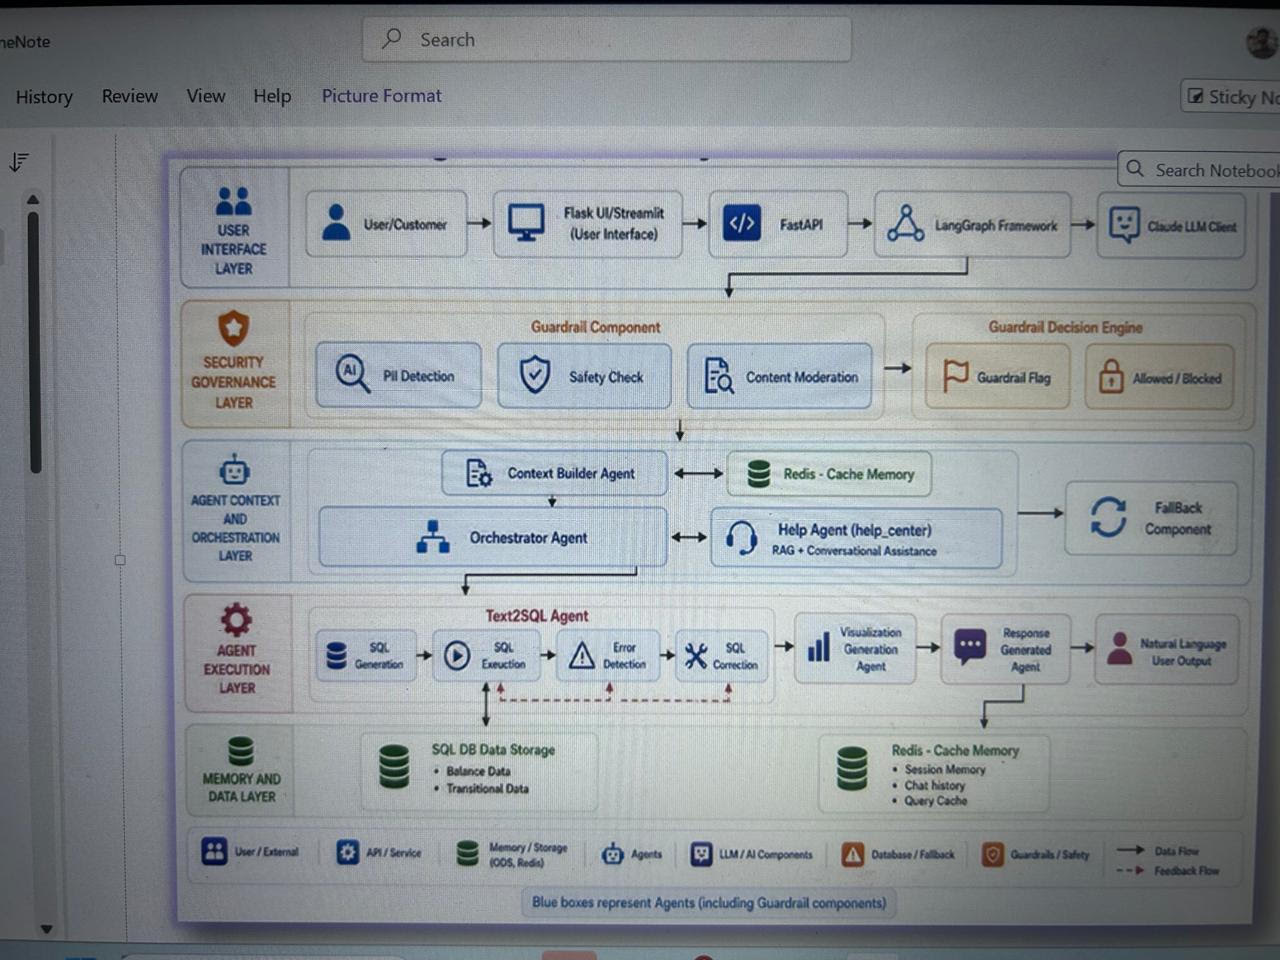 neNote
Search
History Review View Help Picture Format
Sticky No
Search Notebook
USER
INTERFACE
LAYER
User/Customer
Flask UI/Streamlit
(User Interface)
FastAPI
LangGraph Framework
Claude LLM Client
SECURITY
GOVERNANCE
LAYER
Guardrail Component
AI
PII Detection
Safety Check
Content Moderation
Guardrail Decision Engine
Guardrail Flag
Allowed / Blocked
AGENT CONTEXT
AND
ORCHESTRATION
LAYER
Context Builder Agent
Redis - Cache Memory
Orchestrator Agent
Help Agent (help_center)
RAG + Conversational Assistance
FallBack
Component
AGENT
EXECUTION
LAYER
Text2SQL Agent
SQL
Generation
SQL
Exeuction
Error
Detection
SQL
Correction
Visualization
Generation
Agent
Response
Generated
Agent
Natural Language
User Output
MEMORY AND
DATA LAYER
SQL DB Data Storage
• Balance Data
• Transitional Data
Redis - Cache Memory
• Session Memory
• Chat history
• Query Cache
User / External
API / Service
Memory / Storage
(ODS, Redis)
Agents
LLM / AI Components
Database / Fallback
Guardrails / Safety
Data Flow
Feedback Flow
Blue boxes represent Agents (including Guardrail components)